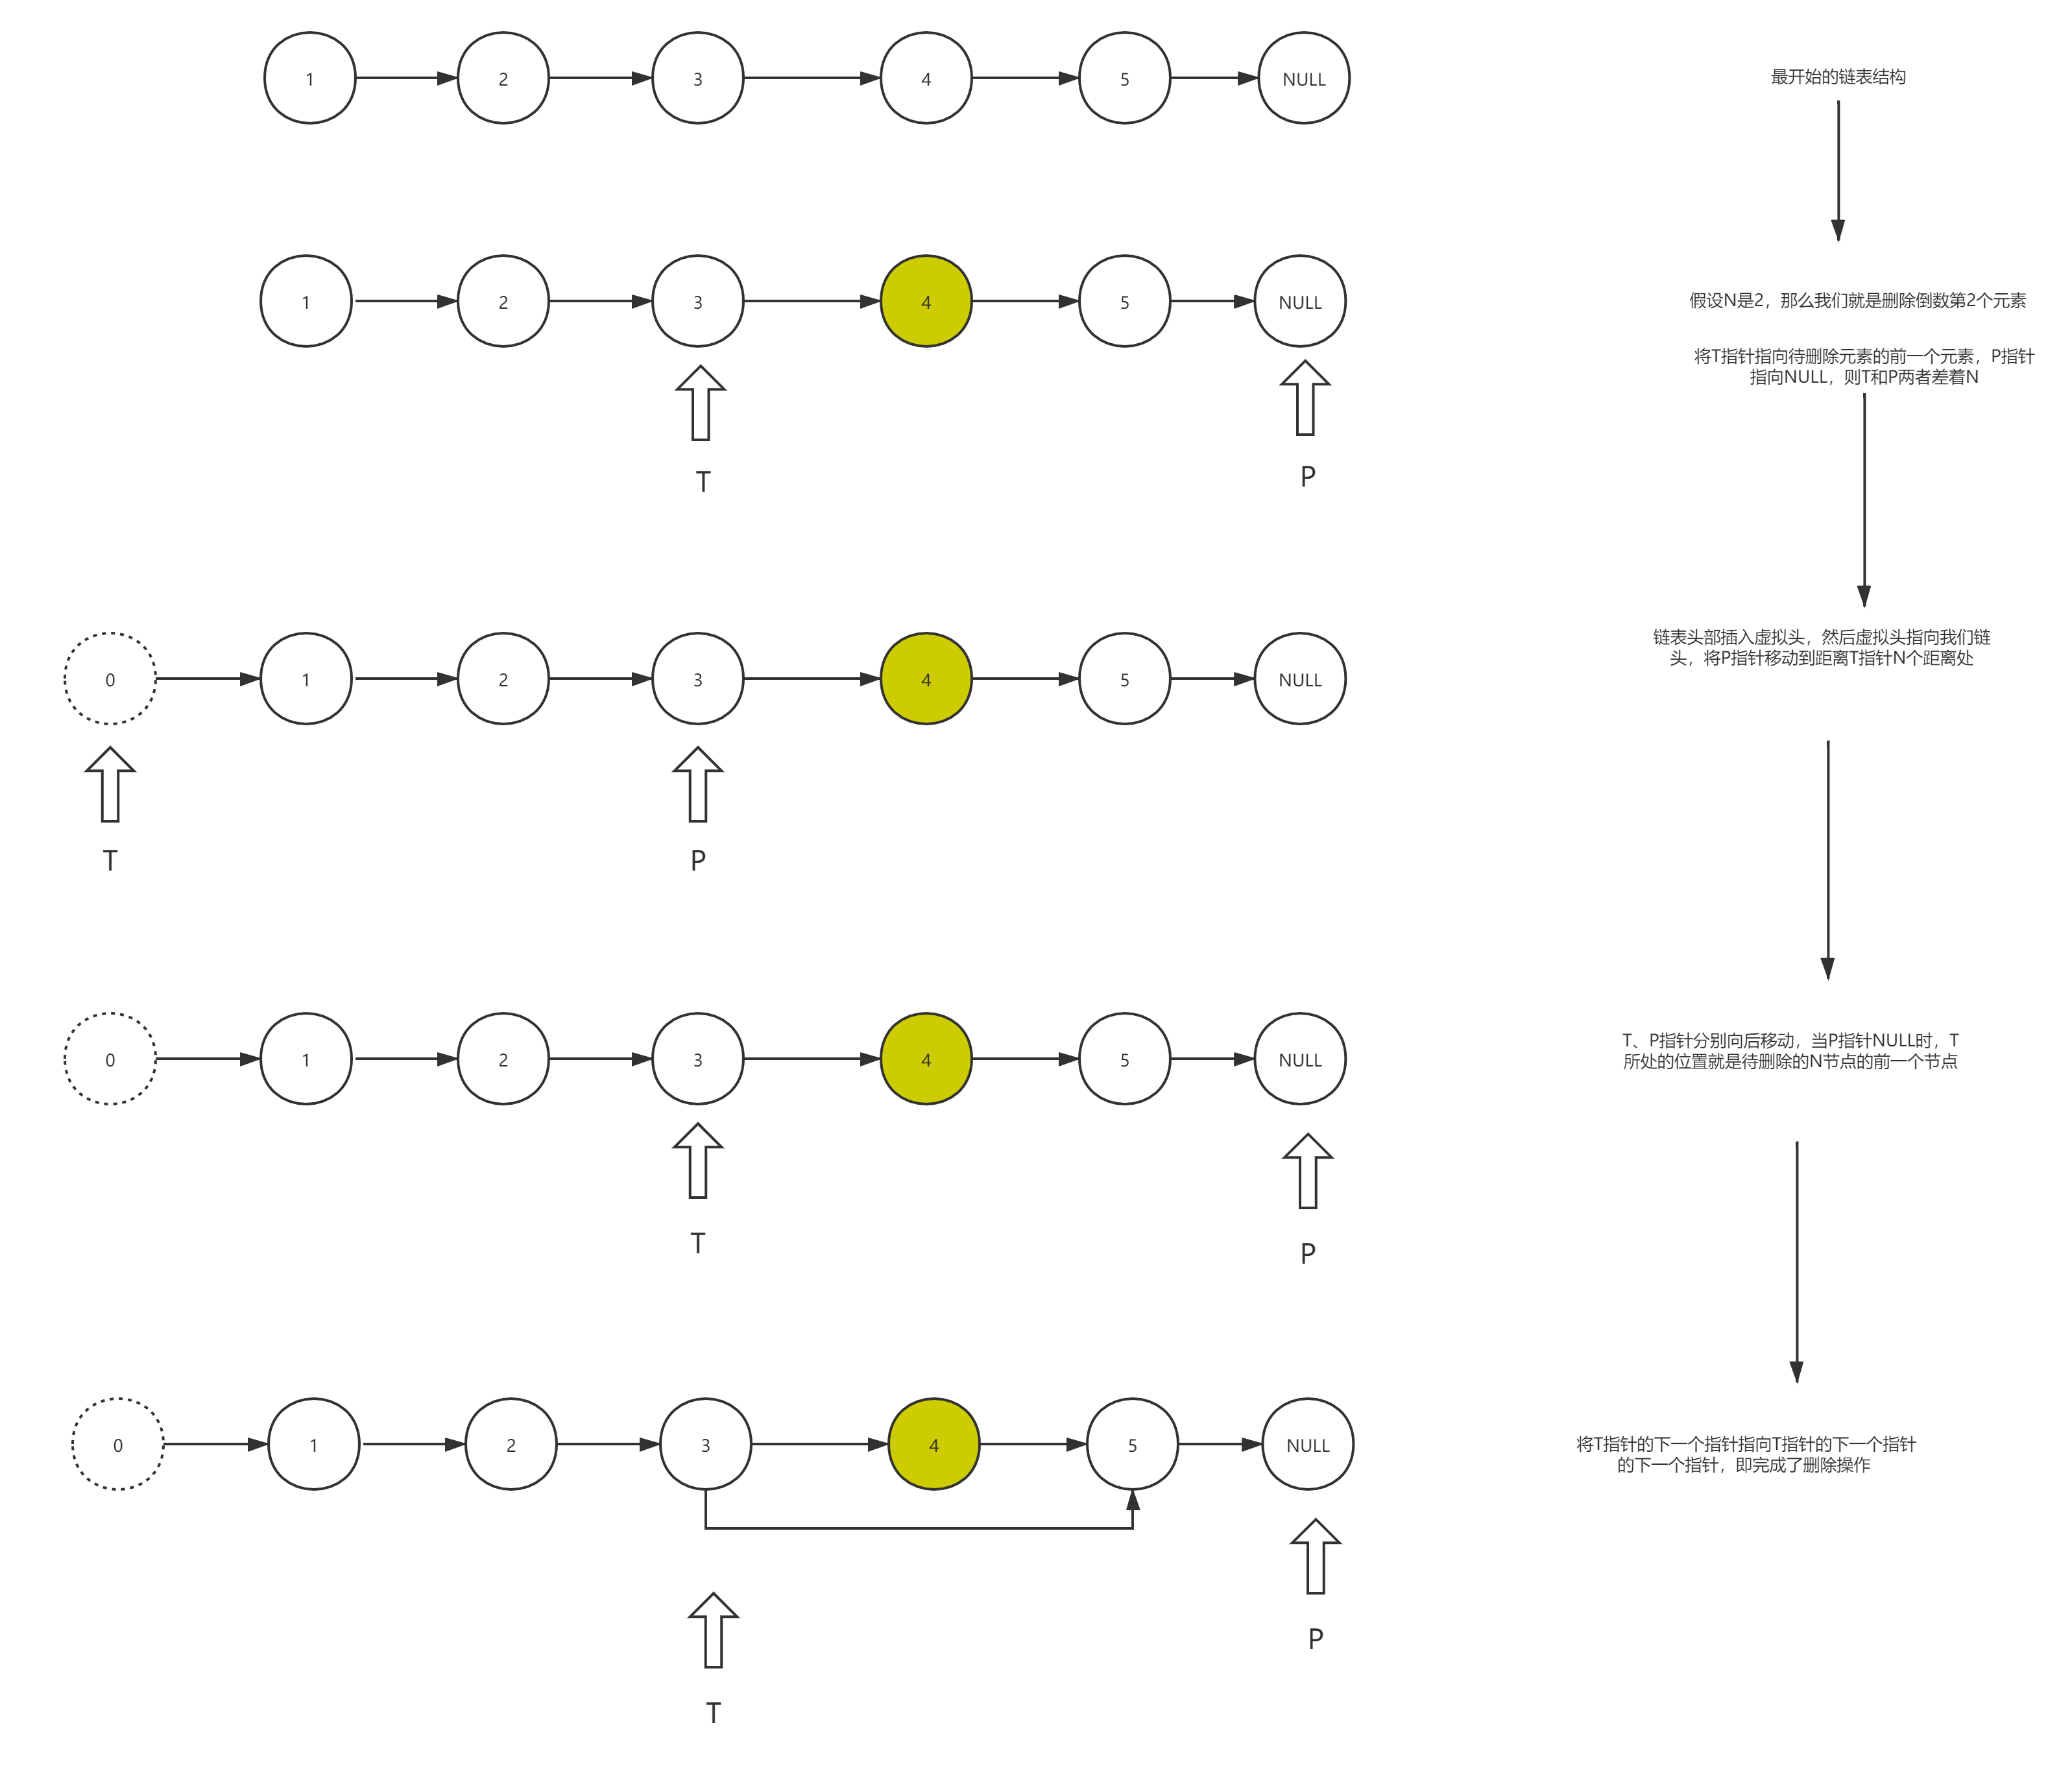 1 2 3 4 5 NULL
最开始的链表结构
1 2 3 4 5 NULL
假设N是2，那么我们就是删除倒数第2个元素
将T指针指向待删除元素的前一个元素，P指针
指向NULL，则T和P两者差着N
T P
0 1 2 3 4 5 NULL
链表头部插入虚拟头，然后虚拟头指向我们链
头，将P指针移动到距离T指针N个距离处
T P
0 1 2 3 4 5 NULL
T、P指针分别向后移动，当P指针NULL时，T
所处的位置就是待删除的N节点的前一个节点
T P
0 1 2 3 4 5 NULL
将T指针的下一个指针指向T指针的下一个指针
的下一个指针，即完成了删除操作
P
T